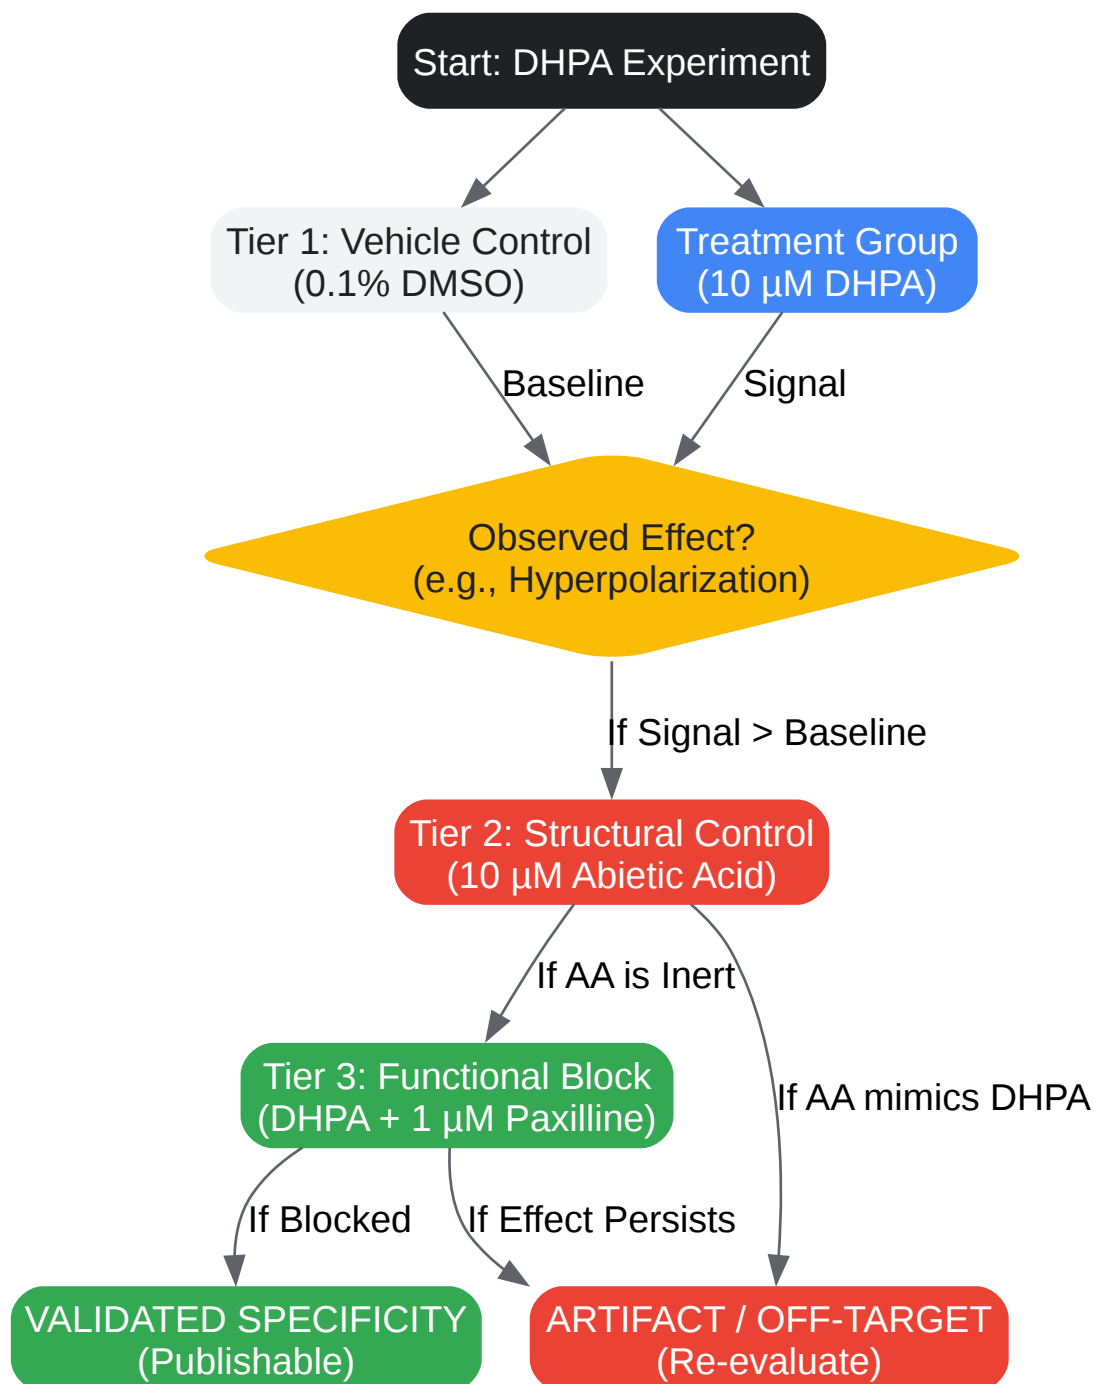 Start: DHPA Experiment
Tier 1: Vehicle Control
(0.1% DMSO)
Treatment Group
(10 µM DHPA)
Baseline
Signal
Observed Effect?
(e.g., Hyperpolarization)
If Signal > Baseline
Tier 2: Structural Control
(10 µM Abietic Acid)
If AA is Inert
Tier 3: Functional Block
(DHPA + 1 µM Paxilline)
If AA mimics DHPA
If Blocked
If Effect Persists
VALIDATED SPECIFICITY
(Publishable)
ARTIFACT / OFF-TARGET
(Re-evaluate)